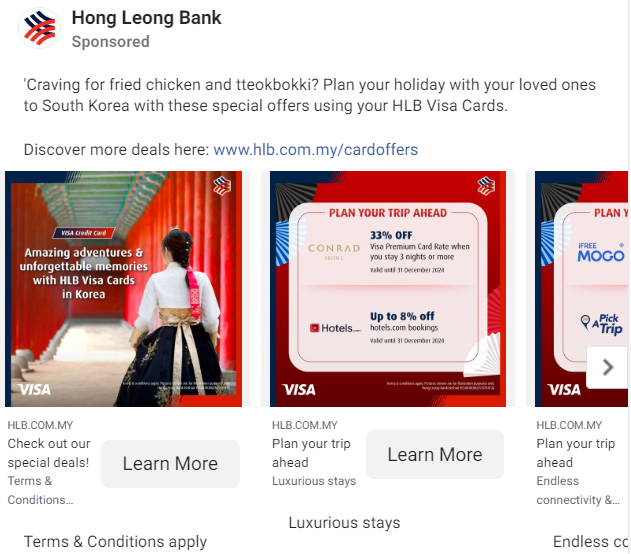 Hong Leong Bank
Sponsored
'Craving for fried chicken and tteokbokki? Plan your holiday with your loved ones
to South Korea with these special offers using your HLB Visa Cards.
Discover more deals here: www.hlb.com.my/cardoffers
VISA Credit Card
Amazing adventures &
unforgettable memories
with HLB Visa Cards
in Korea
VISA
PLAN YOUR TRIP AHEAD
CONRAD
SEOUL
33% OFF
Visa Premium Card Rate when
you stay 3 nights or more
Valid until 31 December 2024
Hotels.com
Up to 8% off
hotels.com bookings
Valid until 31 December 2024
VISA
PLAN Y
iFREE
MOGO
A Pick
Trip
VISA
HLB.COM.MY
Check out our
special deals!
Terms &
Conditions...
Learn More
Terms & Conditions apply
HLB.COM.MY
Plan your trip
ahead
Luxurious stays
Learn More
Luxurious stays
HLB.COM.MY
Plan your trip
ahead
Endless
connectivity &...
Endless co